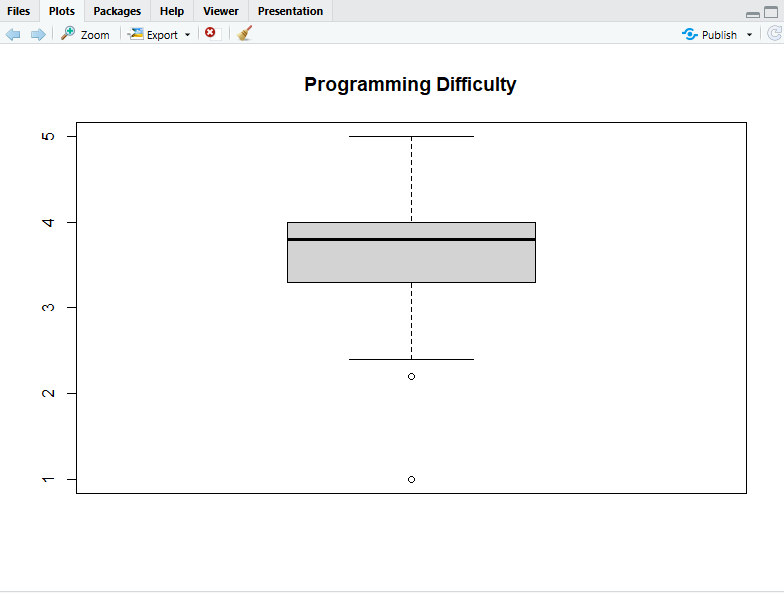 Files Plots Packages Help Viewer Presentation
Zoom Export Publish
Programming Difficulty
5
4
3
2
1